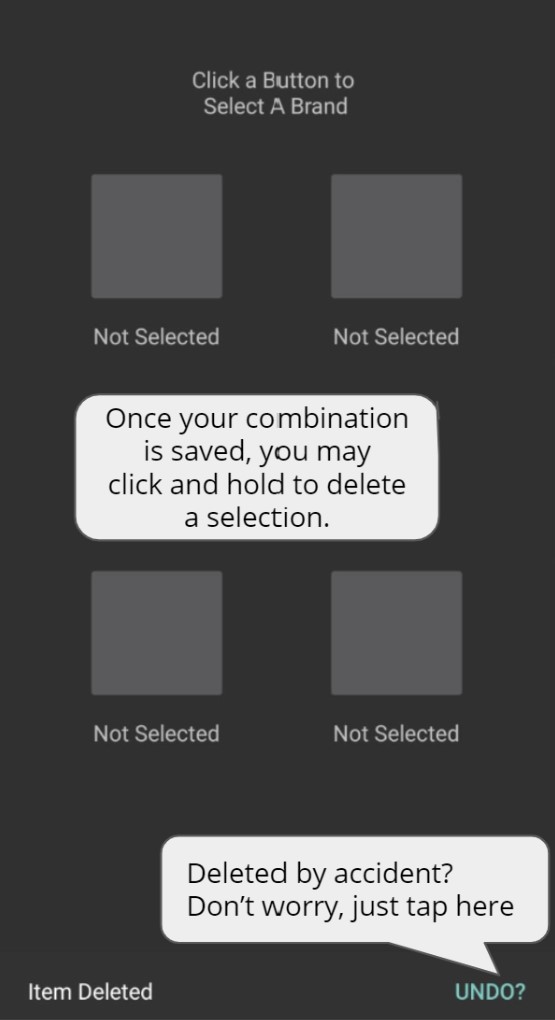 Click a Button to
Select A Brand
Not Selected
Not Selected
Once your combination
is saved, you may
click and hold to delete
a selection.
Not Selected
Not Selected
Deleted by accident?
Don’t worry, just tap here
Item Deleted
UNDO?